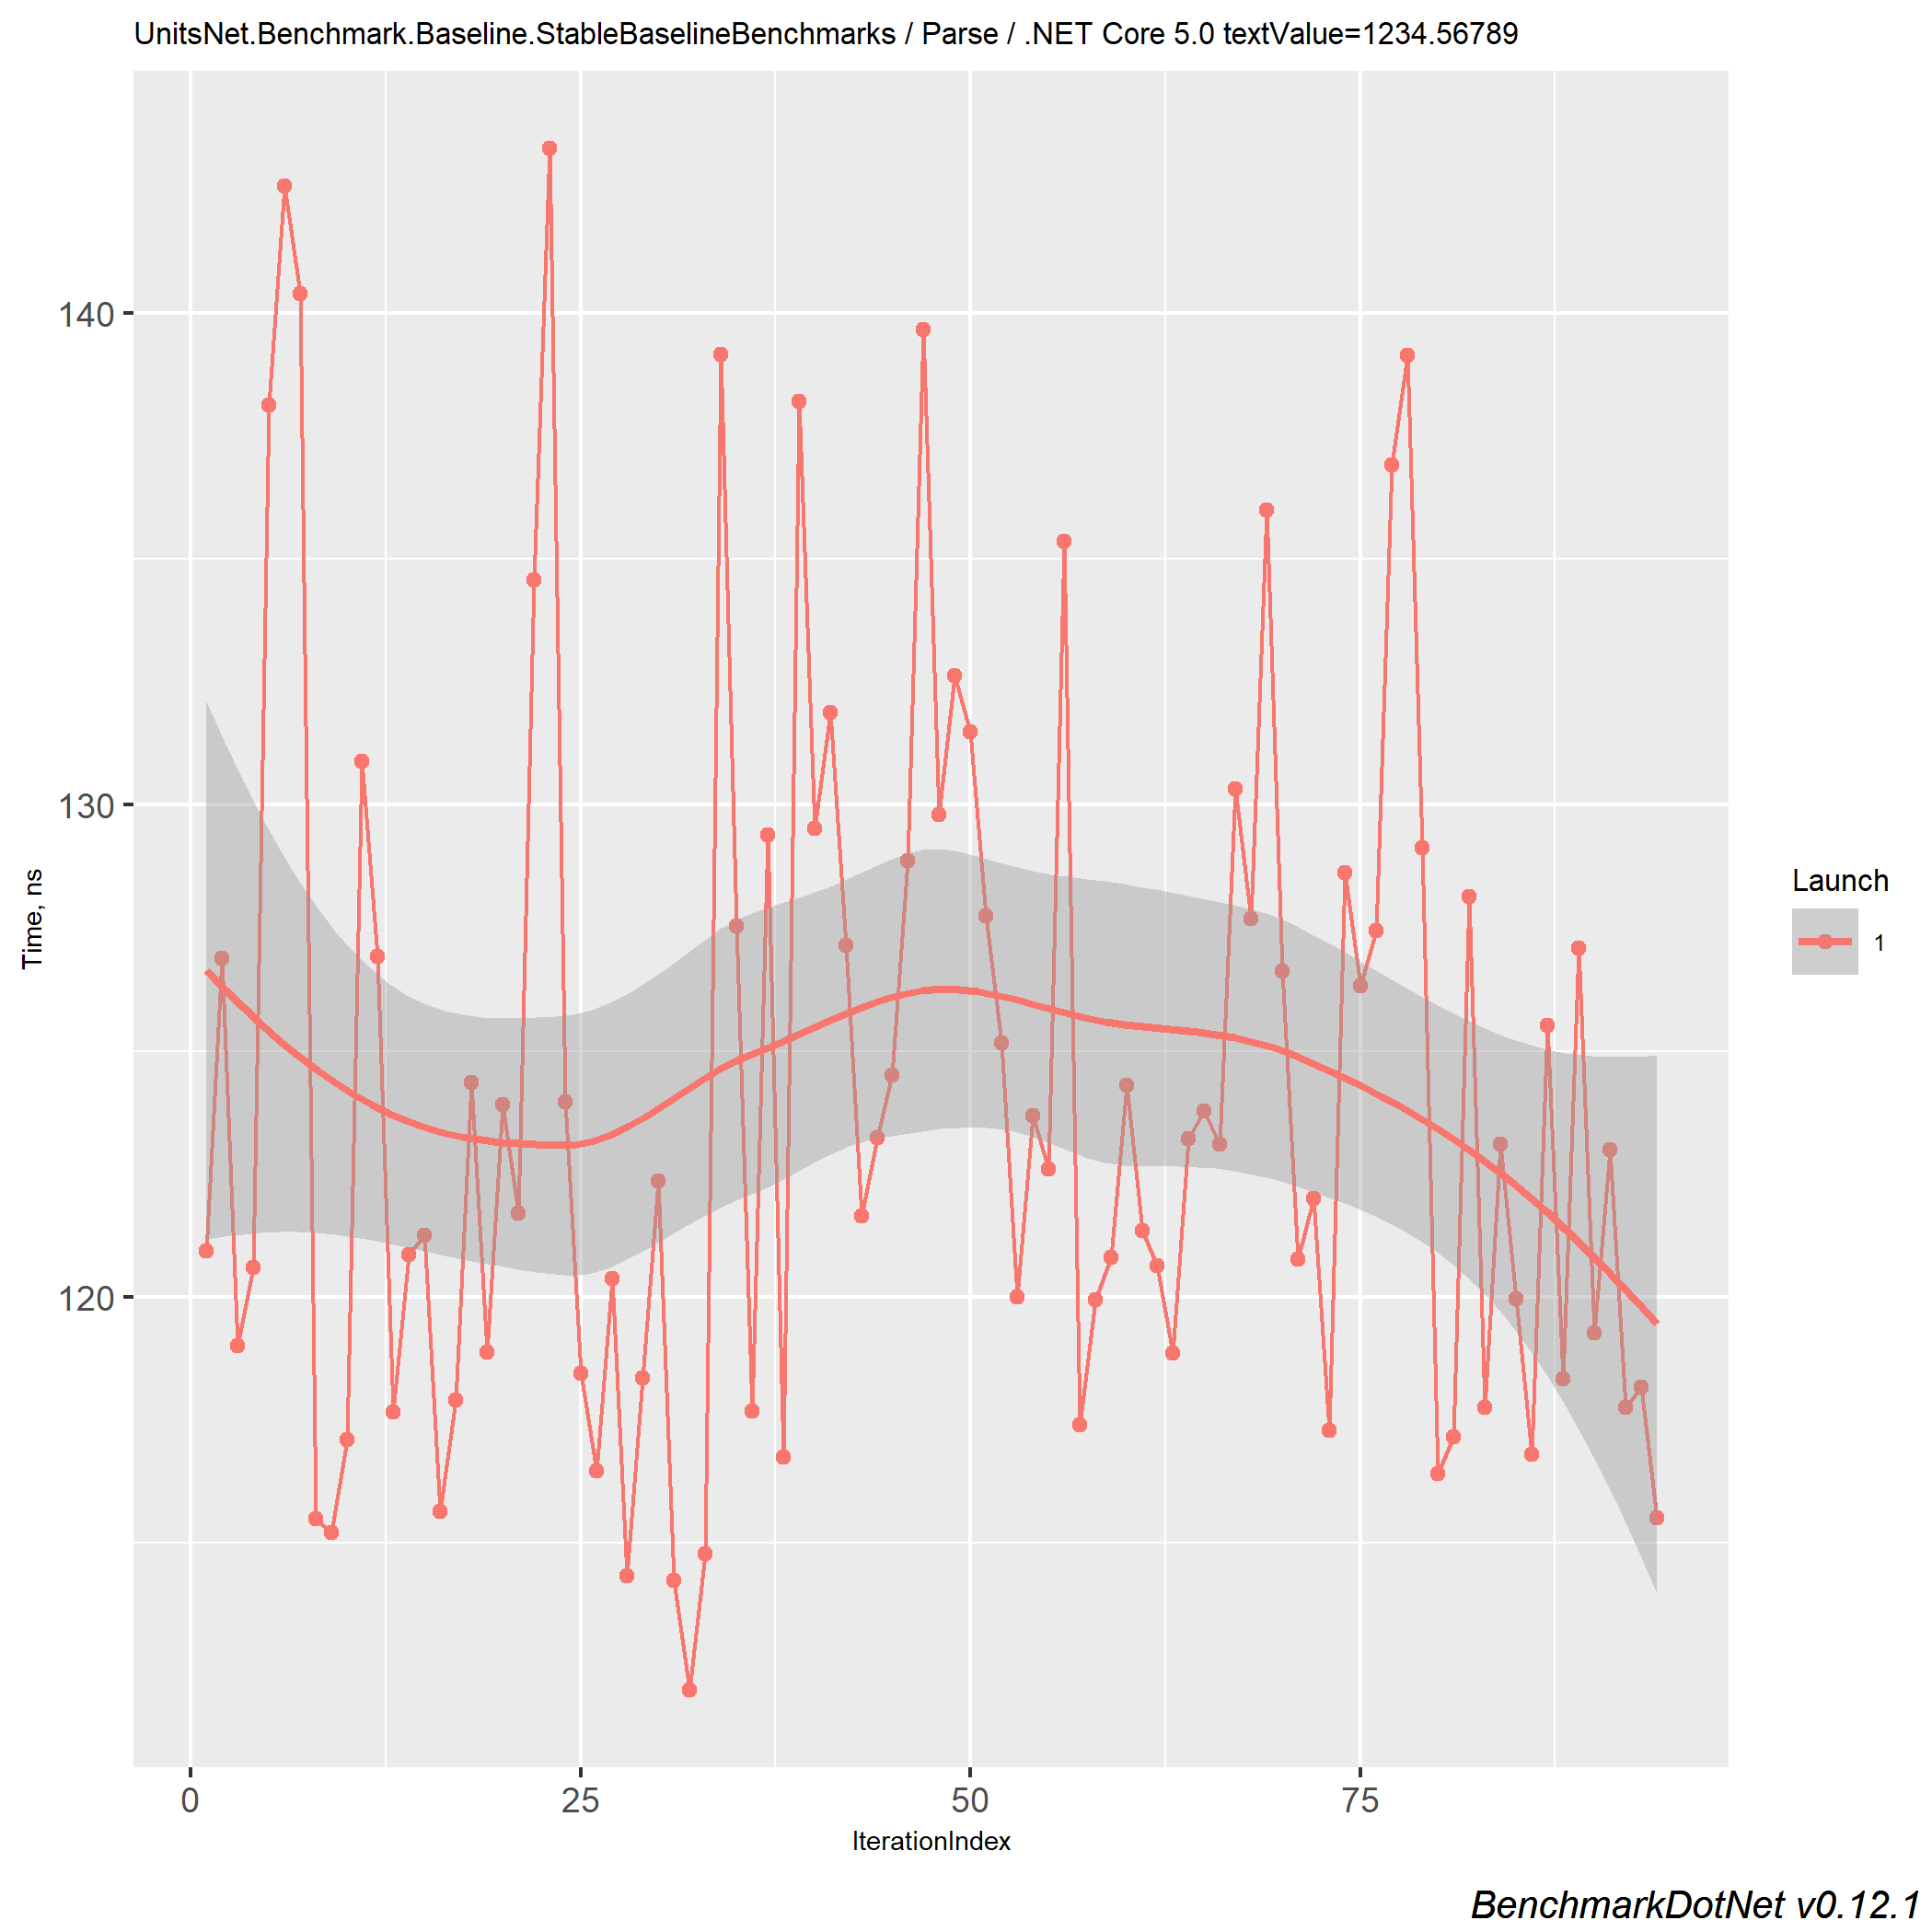 UnitsNet.Benchmark.Baseline.StableBaselineBenchmarks / Parse / .NET Core 5.0 textValue=1234.56789
140
130
120
Time, ns
0 25 50 75
IterationIndex
Launch
1
BenchmarkDotNet v0.12.1